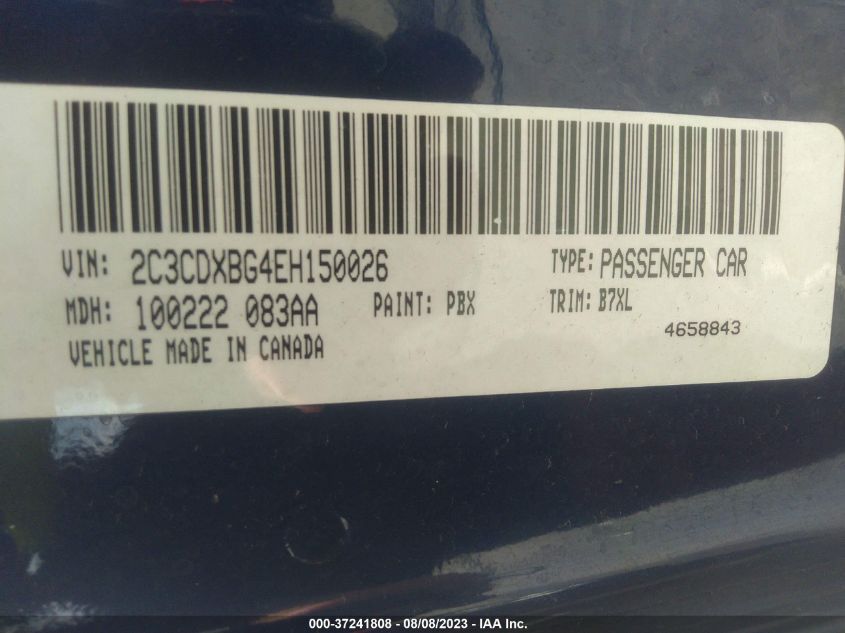 VIN: 2C3CDXBG4EH150026 TYPE: PASSENGER CAR
MDH: 100222 083AA PAINT: PBX TRIM: B7XL
4658843
VEHICLE MADE IN CANADA
000-37241808 - 08/08/2023 - IAA Inc.